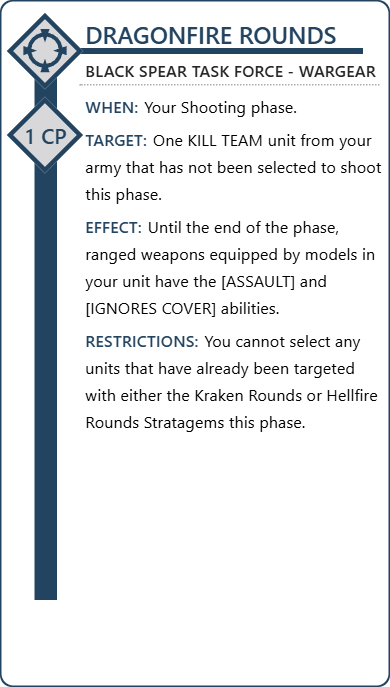 DRAGONFIRE ROUNDS
BLACK SPEAR TASK FORCE - WARGEAR
1 CP
WHEN: Your Shooting phase.
TARGET: One KILL TEAM unit from your
army that has not been selected to shoot
this phase.
EFFECT: Until the end of the phase,
ranged weapons equipped by models in
your unit have the [ASSAULT] and
[IGNORES COVER] abilities.
RESTRICTIONS: You cannot select any
units that have already been targeted
with either the Kraken Rounds or Hellfire
Rounds Stratagems this phase.